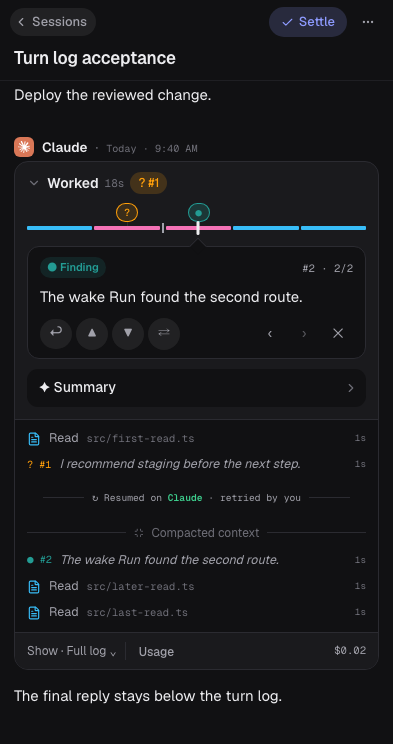 Sessions
Settle
Turn log acceptance
Deploy the reviewed change.
Claude · Today · 9:40 AM
Worked 18s ? #1
?
Finding
#2 · 2/2
The wake Run found the second route.
Summary
Read src/first-read.ts 1s
? #1 I recommend staging before the next step. 1s
↻ Resumed on Claude · retried by you
Compacted context
#2 The wake Run found the second route. 1s
Read src/later-read.ts 1s
Read src/last-read.ts 1s
Show · Full log Usage $0.02
The final reply stays below the turn log.